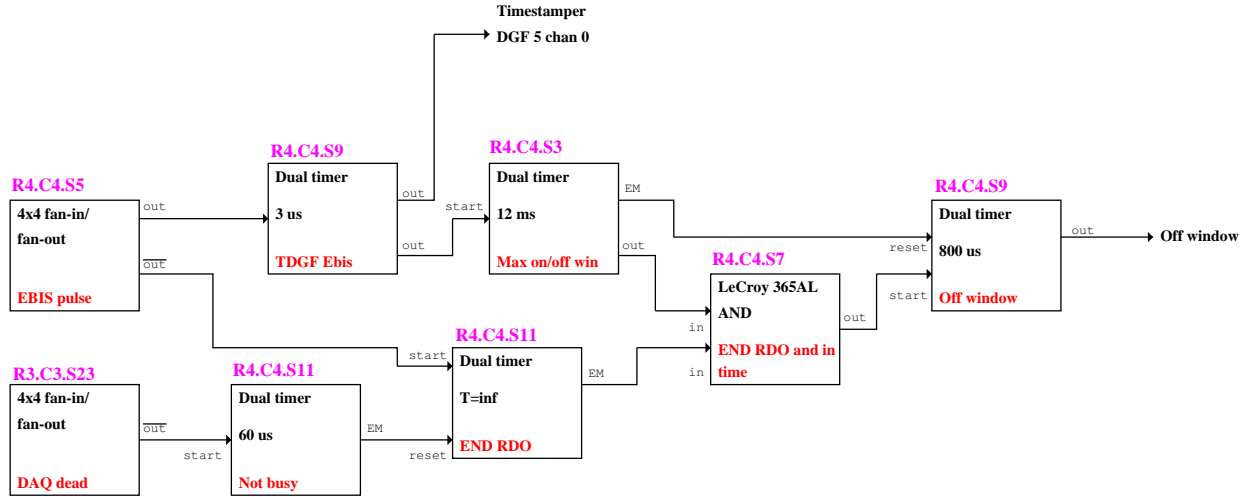 Timestamper
DGF 5 chan 0
R4.C4.S9
Dual timer
3 us
TDGF Ebis
out
out
R4.C4.S3
Dual timer
12 ms
Max on/off win
start
EM
out
R4.C4.S5
4x4 fan-in/
fan-out
EBIS pulse
out
out
R4.C4.S9
Dual timer
800 us
Off window
reset
start
out
Off window
R4.C4.S7
LeCroy 365AL
AND
END RDO and in
time
in
in
out
R4.C4.S11
Dual timer
T=inf
END RDO
start
reset
EM
R3.C3.S23
4x4 fan-in/
fan-out
DAQ dead
out
R4.C4.S11
Dual timer
60 us
Not busy
start
EM